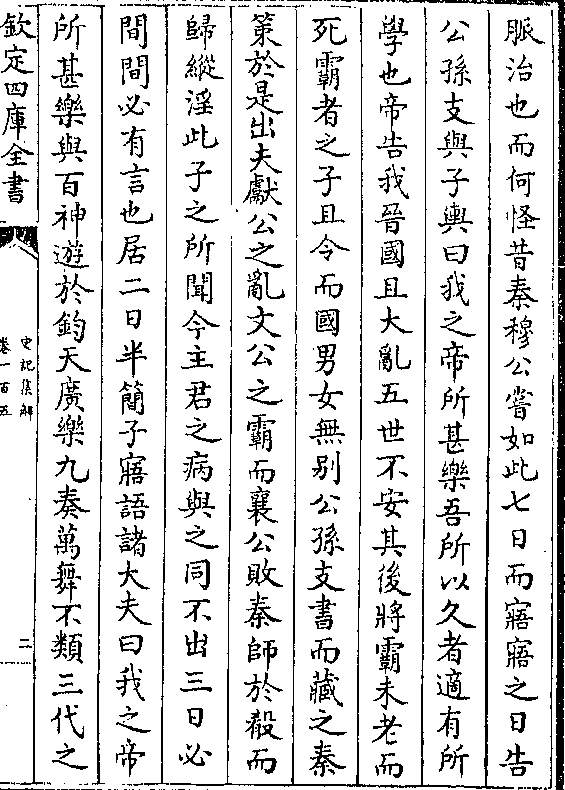 脈治也而何怪昔秦穆公嘗如此七日而寤寤之日告
公孫支與子輿曰我之帝所甚樂吾所以久者適有所
學也帝告我晉國且大亂五世不安其後將霸未老而
死霸者之子且令而國男女無别公孫支書而藏之秦
策於是出夫獻公之亂文公之霸而襄公敗秦師於殽而
歸縱淫此子之所聞今主君之病與之同不出三日必
間間必有言也居二日半簡子寤語諸大夫曰我之帝
所甚樂與百神遊於鈞天廣樂九奏萬舞不類三代之
欽定四庫全書
史記集解
卷一百五
二